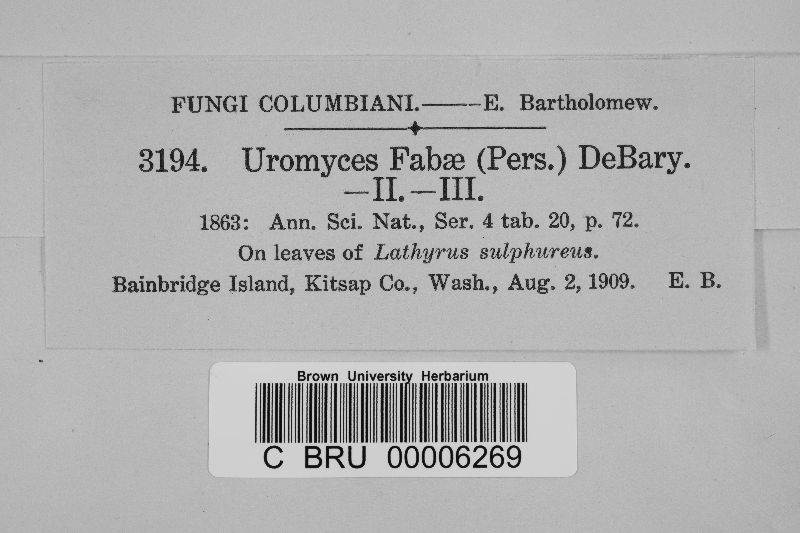 FUNGI COLUMBIANI.——E. Bartholomew.
3194. Uromyces Fabæ (Pers.) DeBary.
—II.—III.
1863: Ann. Sci. Nat., Ser. 4 tab. 20, p. 72.
On leaves of Lathyrus sulphureus.
Bainbridge Island, Kitsap Co., Wash., Aug. 2, 1909. E. B.
Brown University Herbarium
C BRU 00006269